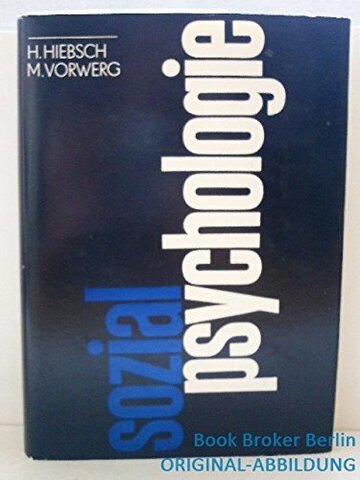 H. HIEBSCH
M. VORWERG
sozial
psychologie
Book Broker Berlin
ORIGINAL-ABBILDUNG